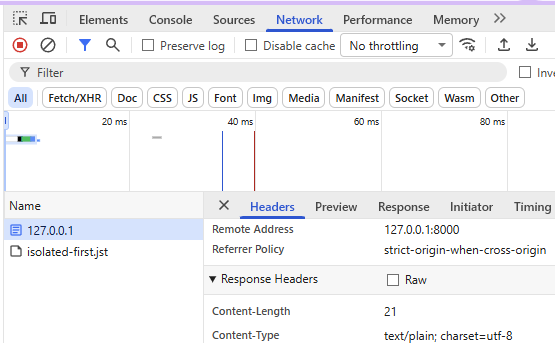 Elements Console Sources Network Performance Memory
Preserve log Disable cache No throttling
Filter
All Fetch/XHR Doc CSS JS Font Img Media Manifest Socket Wasm Other
20 ms 40 ms 60 ms 80 ms
Name
127.0.0.1
isolated-first.jst
Headers Preview Response Initiator Timing
Remote Address 127.0.0.1:8000
Referrer Policy strict-origin-when-cross-origin
Response Headers Raw
Content-Length 21
Content-Type text/plain; charset=utf-8